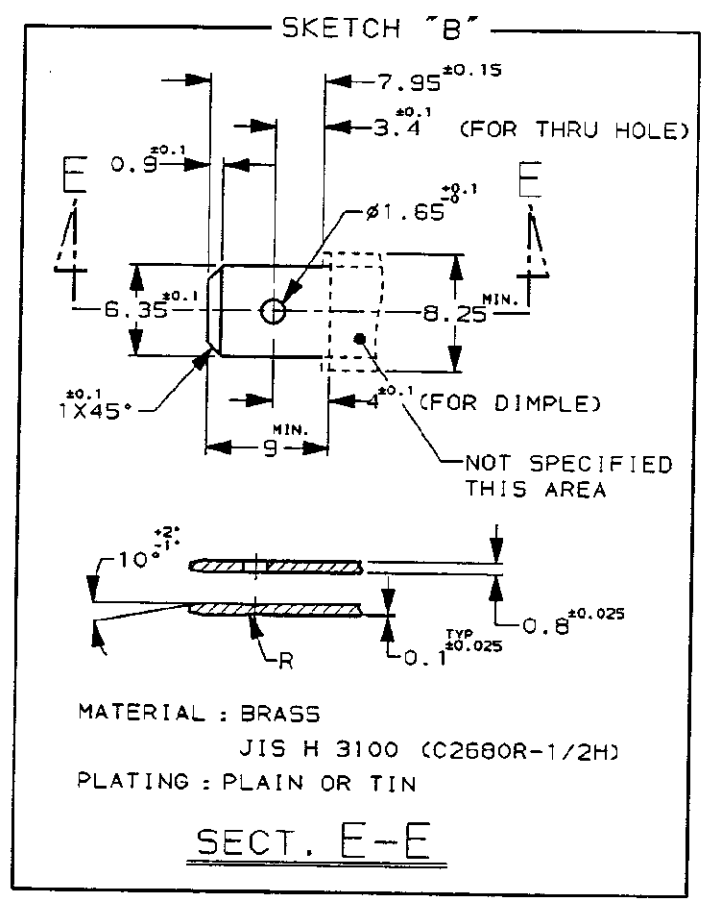 SKETCH "B"
7.95 ±0.15
3.4 ±0.1 (FOR THRU HOLE)
0.9 ±0.1
E E
ø1.65 +0.1 -0
6.35 ±0.1
8.25 MIN.
1X45° ±0.1
4 ±0.1 (FOR DIMPLE)
9 MIN.
NOT SPECIFIED
THIS AREA
10° +2° -1°
0.8 ±0.025
R
0.1 TYP ±0.025
MATERIAL : BRASS
JIS H 3100 (C2680R-1/2H)
PLATING : PLAIN OR TIN
SECT. E-E